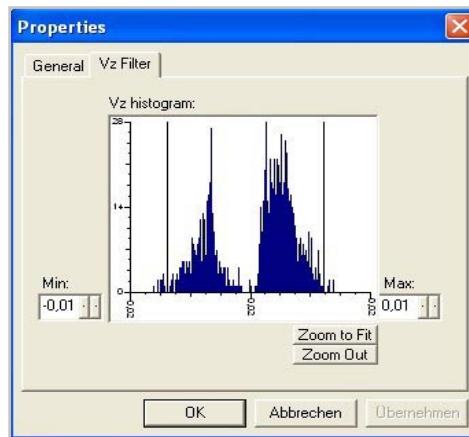 Properties
General Vz Filter
Vz histogram:
28
14
0
Min:
-0,01
Max:
0,01
Zoom to Fit
Zoom Out
OK Abbrechen Übernehmen